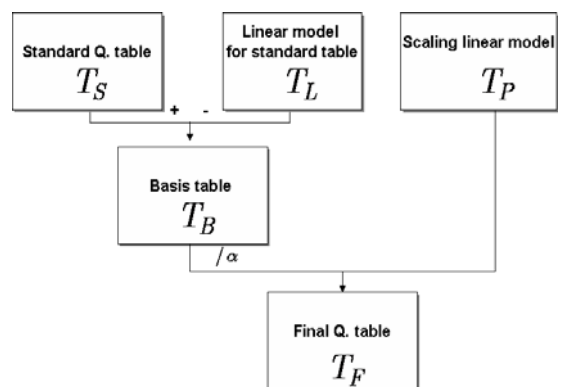 Standard Q. table
T_S
Linear model
for standard table
T_L
Scaling linear model
T_P
+ -
Basis table
T_B
/α
Final Q. table
T_F